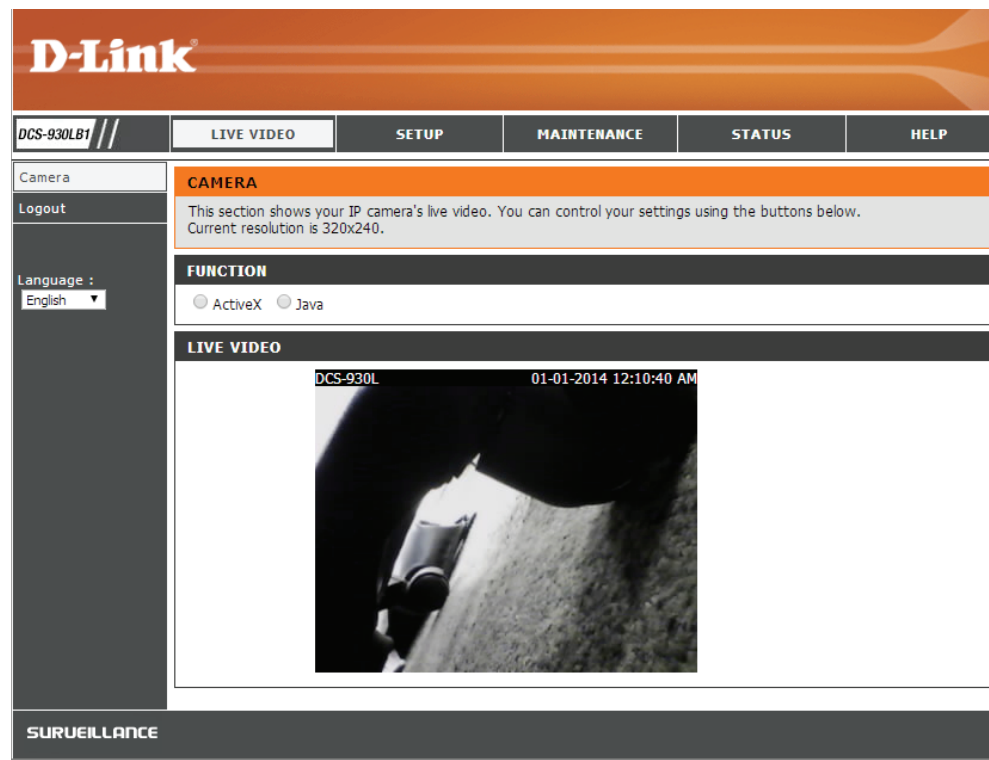 D-Link®
DCS-930LB1
LIVE VIDEO
SETUP
MAINTENANCE
STATUS
HELP
Camera
Logout
Language :
English
CAMERA
This section shows your IP camera's live video. You can control your settings using the buttons below.
Current resolution is 320x240.
FUNCTION
ActiveX
Java
LIVE VIDEO
DCS-930L
01-01-2014 12:10:40 AM
SURVEILLANCE